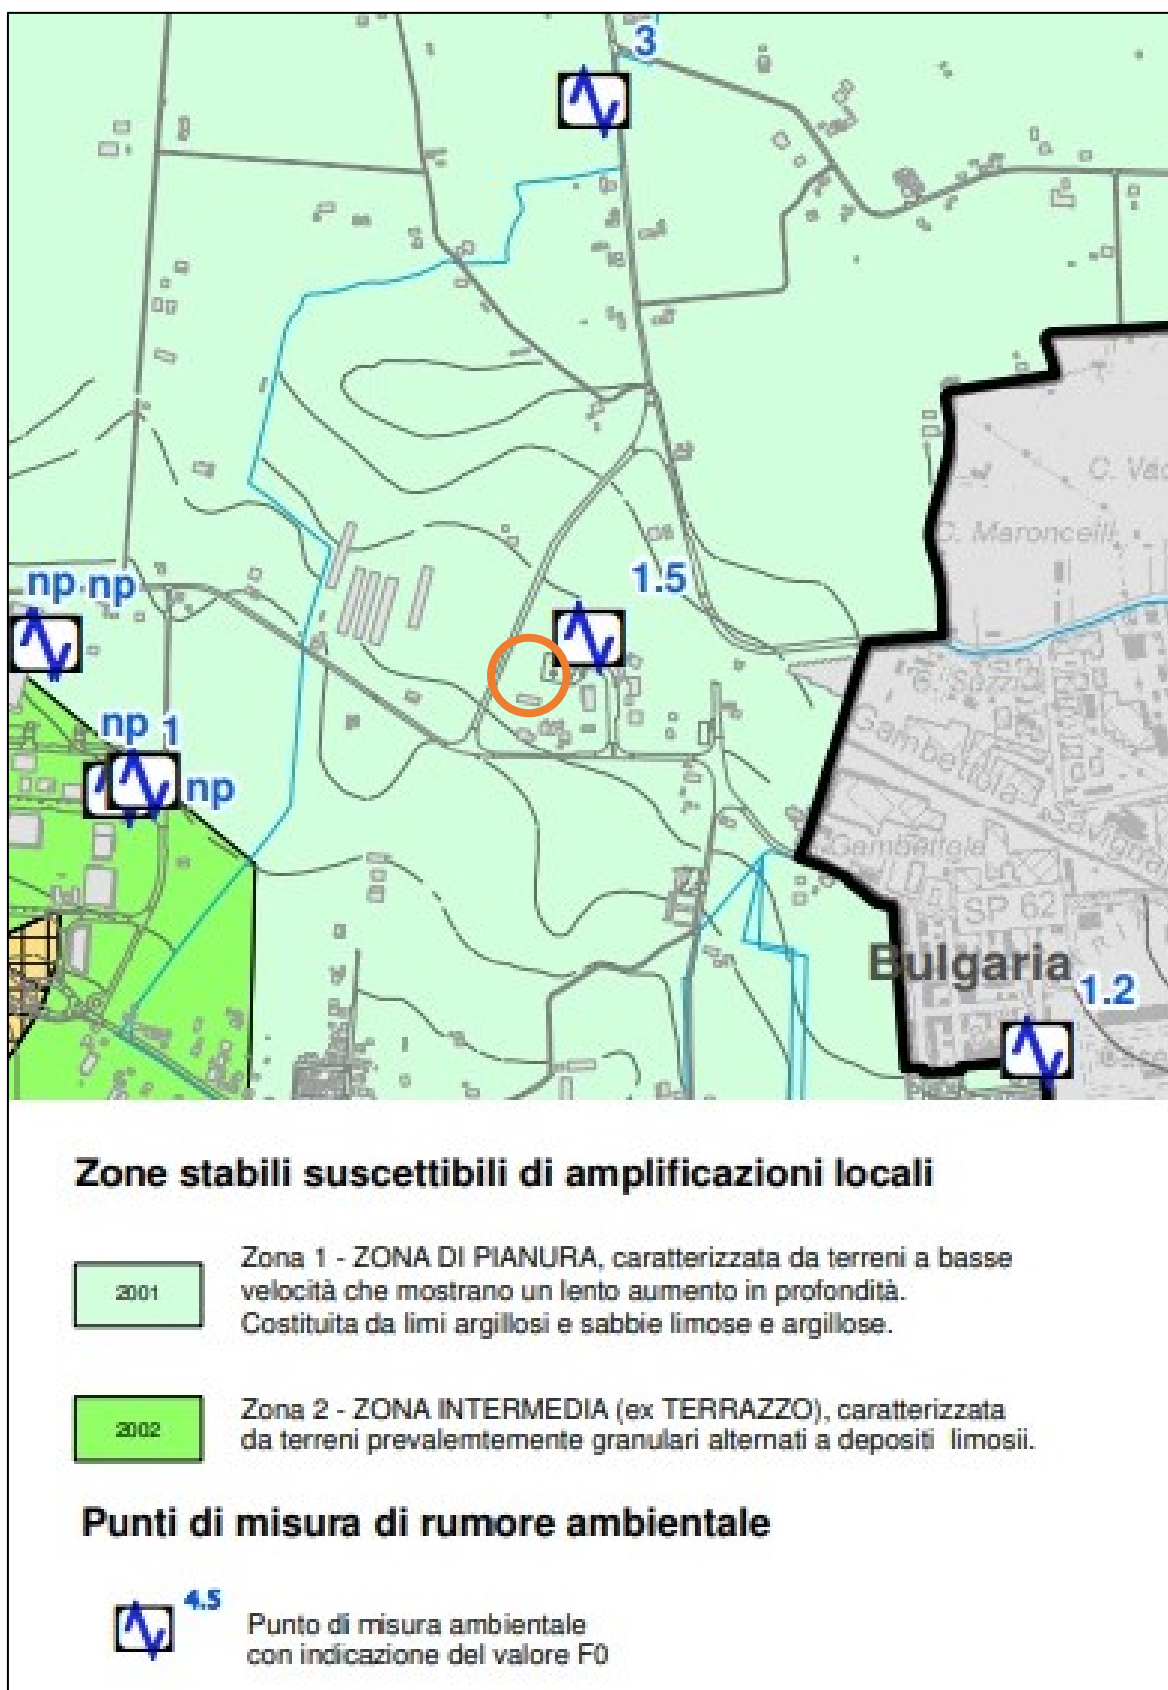 3
C. Vac
C. Maroncelli
1.5
np np
np 1
np
Gambettola
Vigna
Gambettola
SP 62
Bulgaria
1.2
Zone stabili suscettibili di amplificazioni locali
2001
Zona 1 - ZONA DI PIANURA, caratterizzata da terreni a basse
velocità che mostrano un lento aumento in profondità.
Costituita da limi argillosi e sabbie limose e argillose.
2002
Zona 2 - ZONA INTERMEDIA (ex TERRAZZO), caratterizzata
da terreni prevalemtemente granulari alternati a depositi limosii.
Punti di misura di rumore ambientale
4.5
Punto di misura ambientale
con indicazione del valore F0